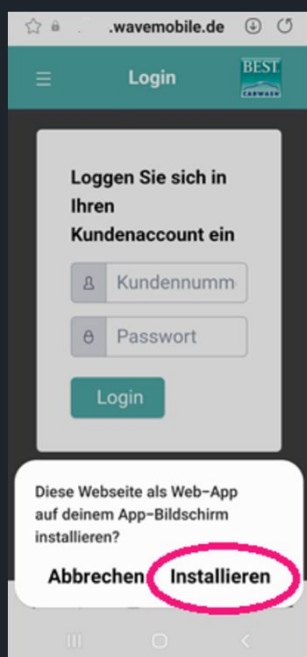 .wavemobile.de
Login
BEST
CARWASH
Loggen Sie sich in
Ihren
Kundenaccount ein
Kundennumm
Passwort
Login
Diese Webseite als Web-App
auf deinem App-Bildschirm
installieren?
Abbrechen Installieren